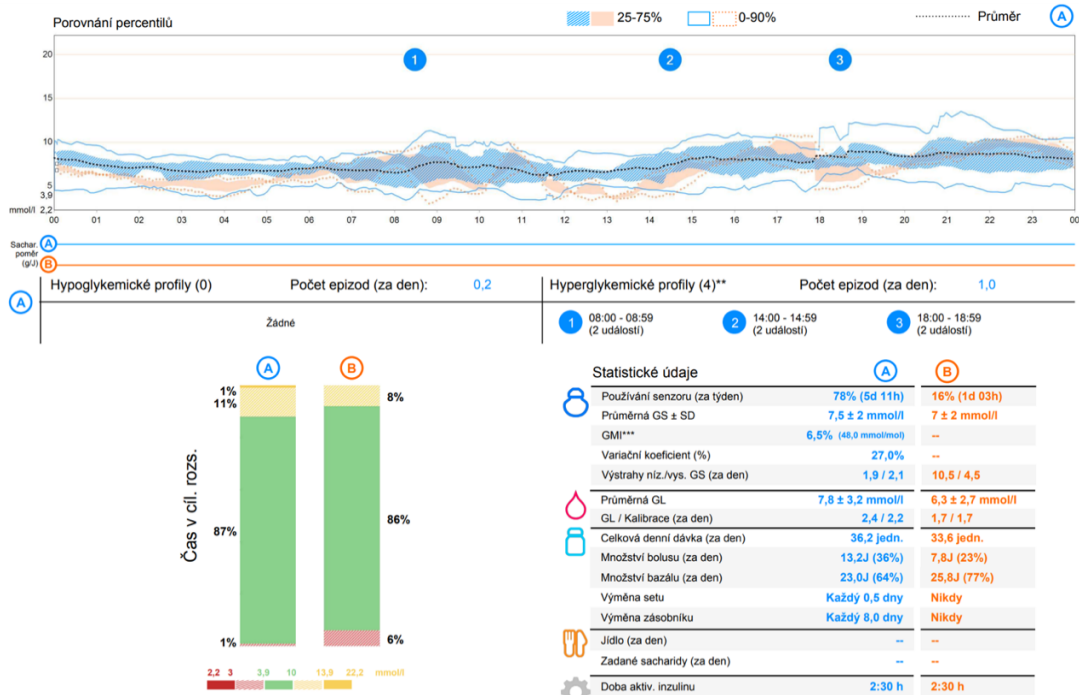 Porovnání percentilů 25-75% 0-90% Průměr A
20
15
10
5
3,9
mmol/l 2,2
1 2 3
00 01 02 03 04 05 06 07 08 09 10 11 12 13 14 15 16 17 18 19 20 21 22 23 00
Sachar. A
poměr
(g/J) B
A Hypoglykemické profily (0) Počet epizod (za den): 0,2
Žádné
Hyperglykemické profily (4)** Počet epizod (za den): 1,0
1 08:00 - 08:59
(2 událostí)
2 14:00 - 14:59
(2 událostí)
3 18:00 - 18:59
(2 událostí)
Čas v cíl. rozs.
A B
1%
11%
87%
1%
8%
86%
6%
2,2 3 3,9 10 13,9 22,2 mmol/l
Statistické údaje A B
Používání senzoru (za týden) 78% (5d 11h) 16% (1d 03h)
Průměrná GS ± SD 7,5 ± 2 mmol/l 7 ± 2 mmol/l
GMI*** 6,5% (48,0 mmol/mol) --
Variační koeficient (%) 27,0% --
Výstrahy níz./vys. GS (za den) 1,9 / 2,1 10,5 / 4,5
Průměrná GL 7,8 ± 3,2 mmol/l 6,3 ± 2,7 mmol/l
GL / Kalibrace (za den) 2,4 / 2,2 1,7 / 1,7
Celková denní dávka (za den) 36,2 jedn. 33,6 jedn.
Množství bolusu (za den) 13,2J (36%) 7,8J (23%)
Množství bazálu (za den) 23,0J (64%) 25,8J (77%)
Výměna setu Každý 0,5 dny Nikdy
Výměna zásobníku Každý 8,0 dny Nikdy
Jídlo (za den) -- --
Zadané sacharidy (za den) -- --
Doba aktiv. inzulinu 2:30 h 2:30 h